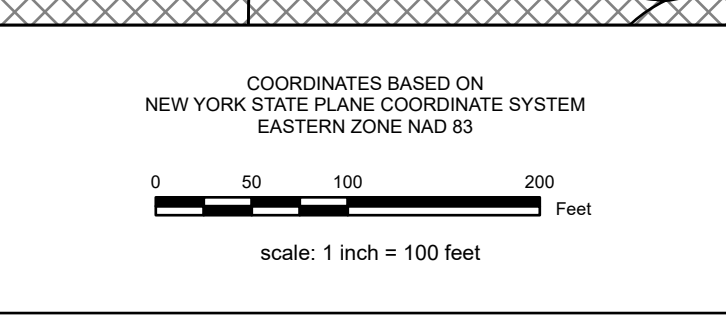 COORDINATES BASED ON
NEW YORK STATE PLANE COORDINATE SYSTEM
EASTERN ZONE NAD 83
0 50 100 200
Feet
scale: 1 inch = 100 feet